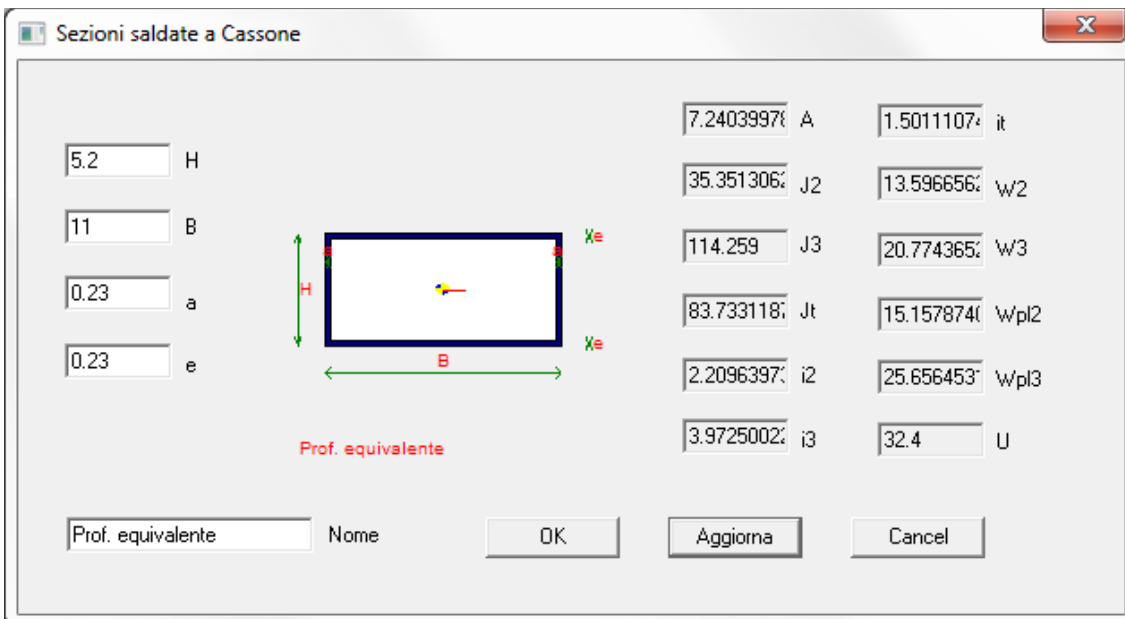 Sezioni saldate a Cassone
5.2 H
11 B
0.23 a
0.23 e
a a
H
B
Xe
Xe
Prof. equivalente
7.24039978 A
35.3513062 J2
114.259 J3
83.7331187 Jt
2.20963973 i2
3.97250022 i3
1.50111074 it
13.5966562 W2
20.7743652 W3
15.1578740 Wpl2
25.6564531 Wpl3
32.4 U
Prof. equivalente Nome
OK
Aggiorna
Cancel